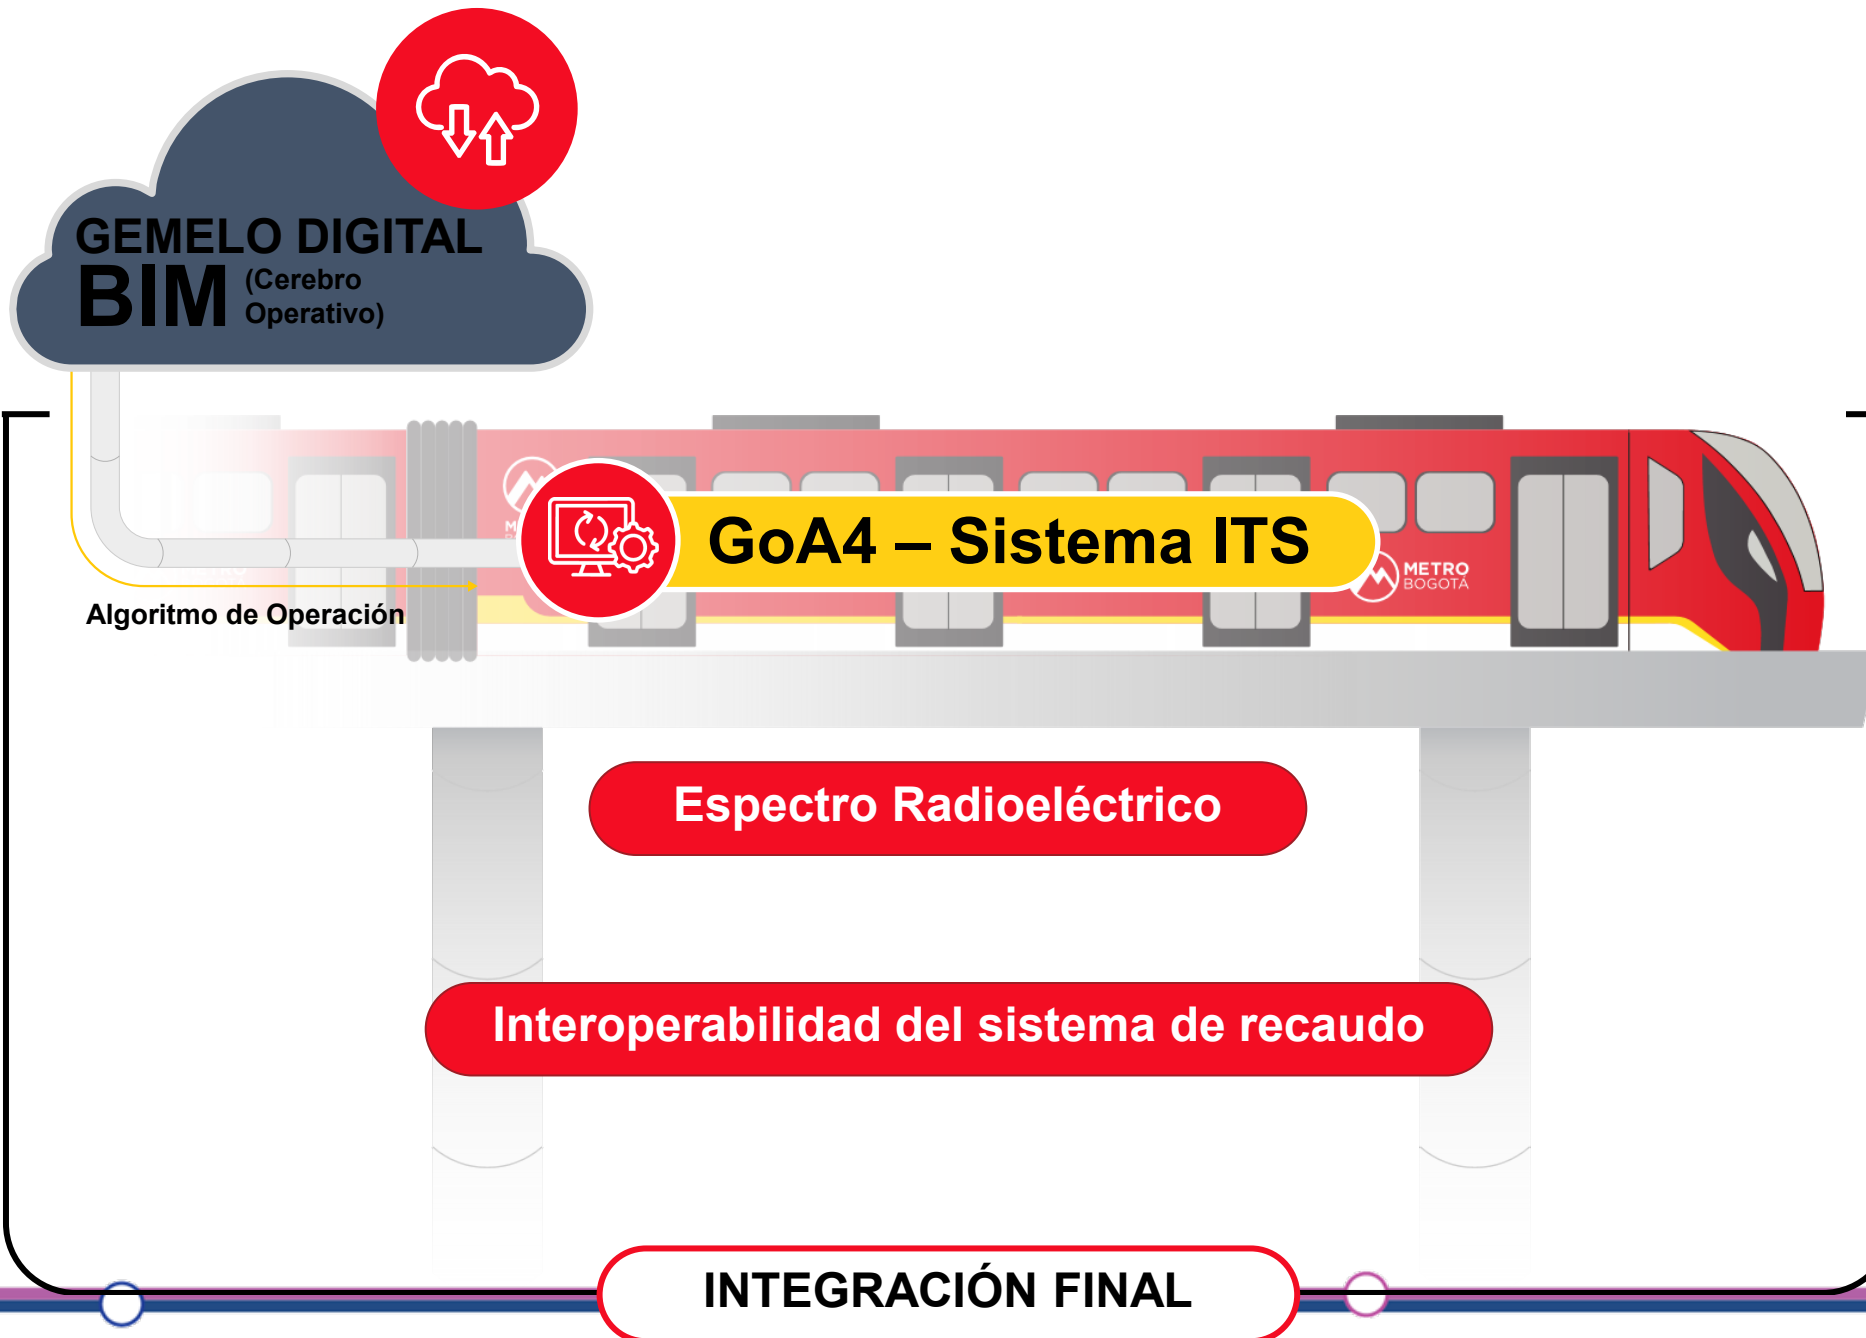 GEMELO DIGITAL
BIM (Cerebro
Operativo)
GoA4 – Sistema ITS
METRO
BOGOTÁ
Algoritmo de Operación
Espectro Radioeléctrico
Interoperabilidad del sistema de recaudo
INTEGRACIÓN FINAL